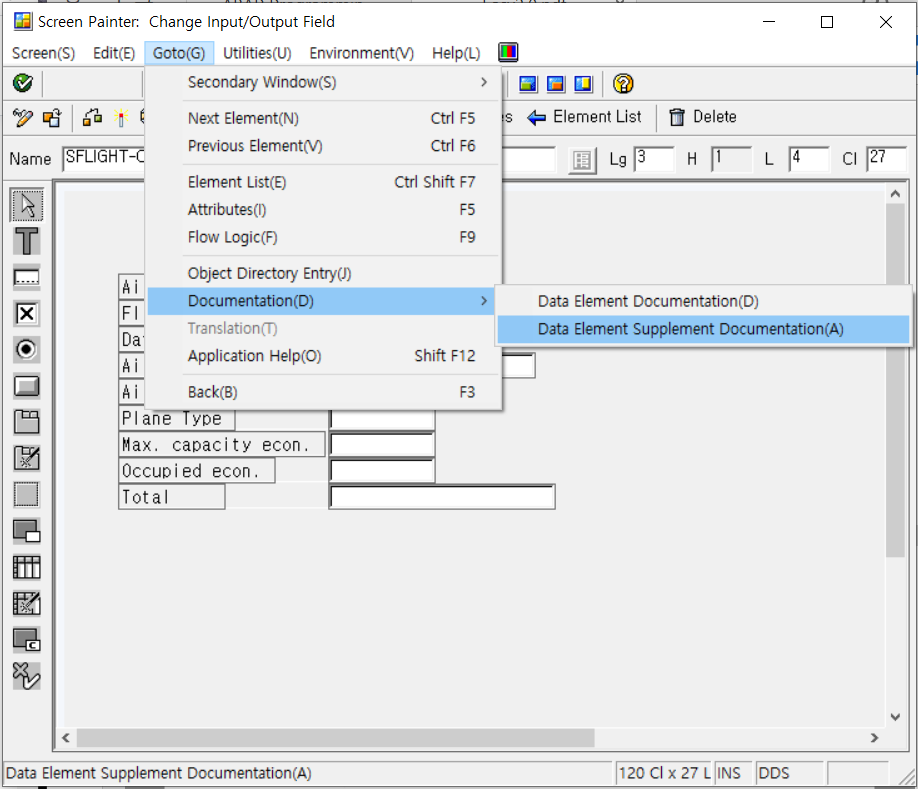 Screen Painter: Change Input/Output Field
Screen(S) Edit(E) Goto(G) Utilities(U) Environment(V) Help(L)
Secondary Window(S)
Next Element(N) Ctrl F5
Previous Element(V) Ctrl F6
Element List(E) Ctrl Shift F7
Attributes(I) F5
Flow Logic(F) F9
Object Directory Entry(J)
Documentation(D)
Translation(T)
Application Help(O) Shift F12
Back(B) F3
Data Element Documentation(D)
Data Element Supplement Documentation(A)
Element List Delete
Name SFLIGHT-C Lg 3 H 1 L 4 Cl 27
Ai
Fl
Da
Ai
Ai
Plane Type
Max. capacity econ.
Occupied econ.
Total
Data Element Supplement Documentation(A) 120 Cl x 27 L INS DDS